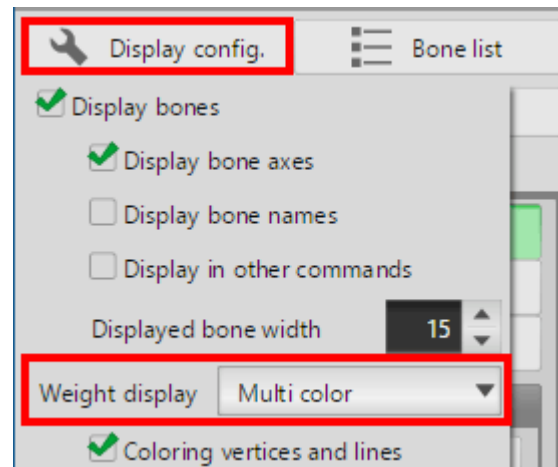 Display config. Bone list
Display bones
Display bone axes
Display bone names
Display in other commands
Displayed bone width 15
Weight display Multi color
Coloring vertices and lines